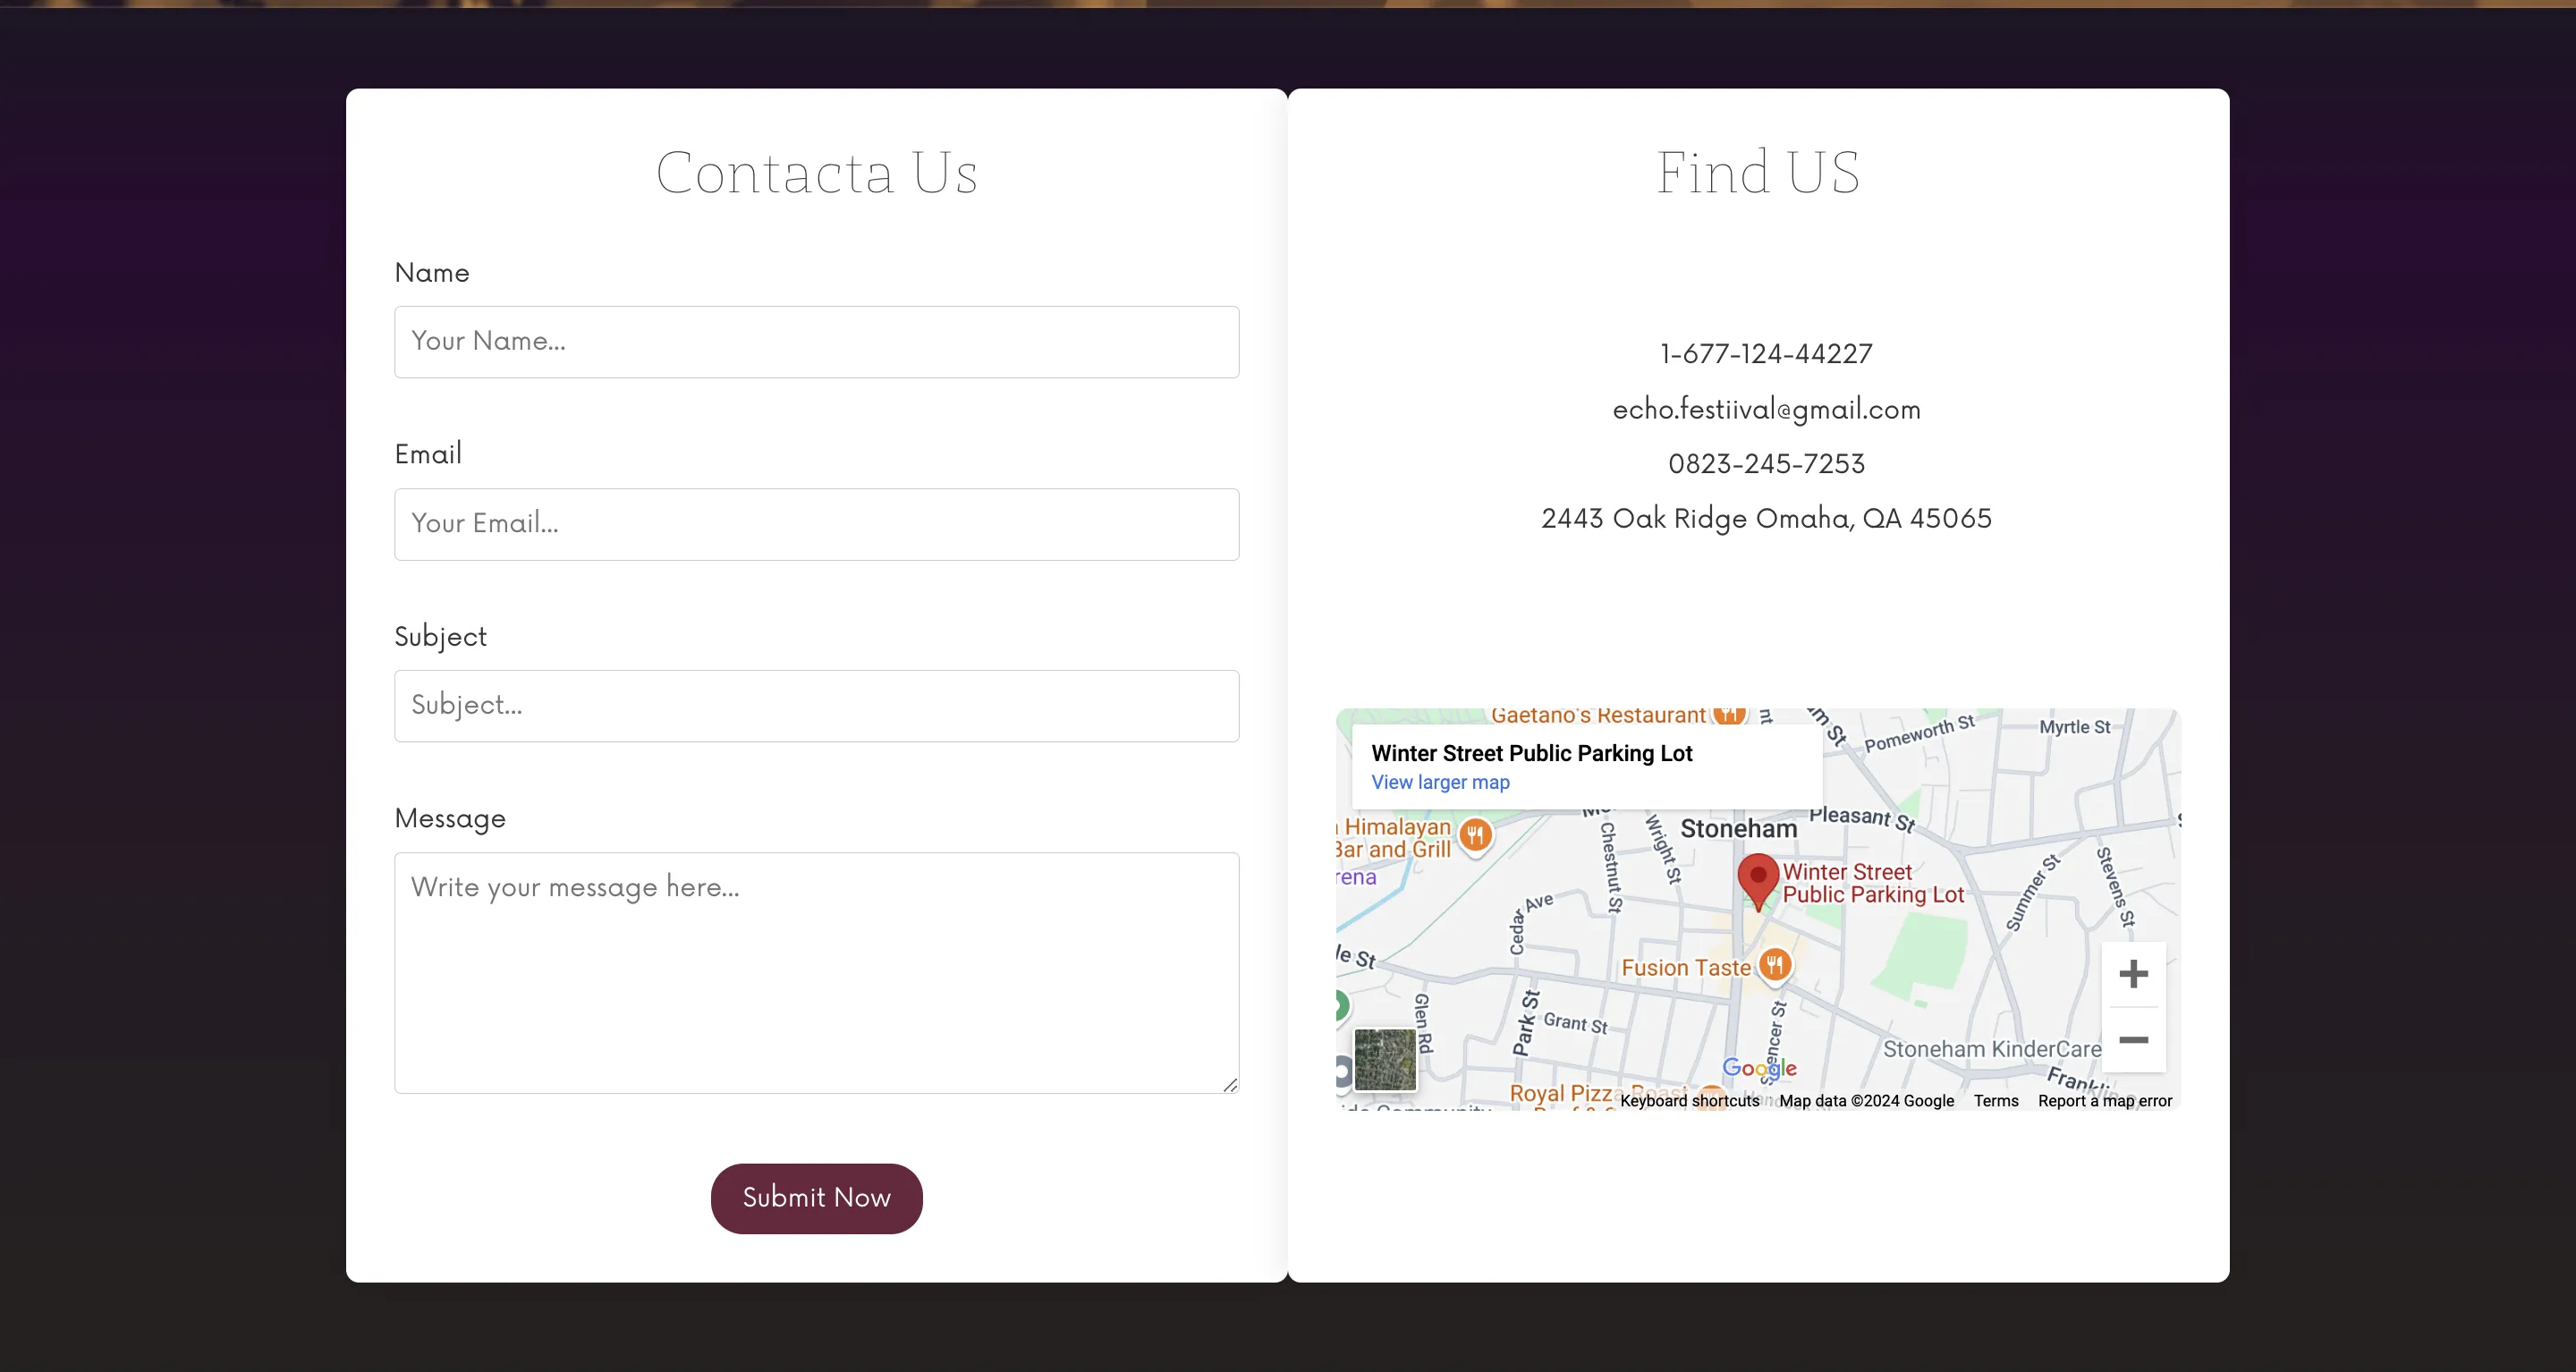 Contacta Us
Name
Your Name...
Email
Your Email...
Subject
Subject...
Message
Write your message here...
Submit Now
Find US
1-677-124-44227
echo.festiival@gmail.com
0823-245-7253
2443 Oak Ridge Omaha, QA 45065
Gaetano's Restaurant
Winter Street Public Parking Lot
View larger map
Pomeworth St
Myrtle St
Himalayan
Bar and Grill
Chestnut St
Wright St
Stoneham
Pleasant St
Winter Street
Public Parking Lot
Summer St
Stevens St
Cedar Ave
Fusion Taste
Glen Rd
Park St
Grant St
Spencer St
Stoneham KinderCare
Google
Royal Pizza Roast
Keyboard shortcuts
Map data ©2024 Google
Terms
Report a map error